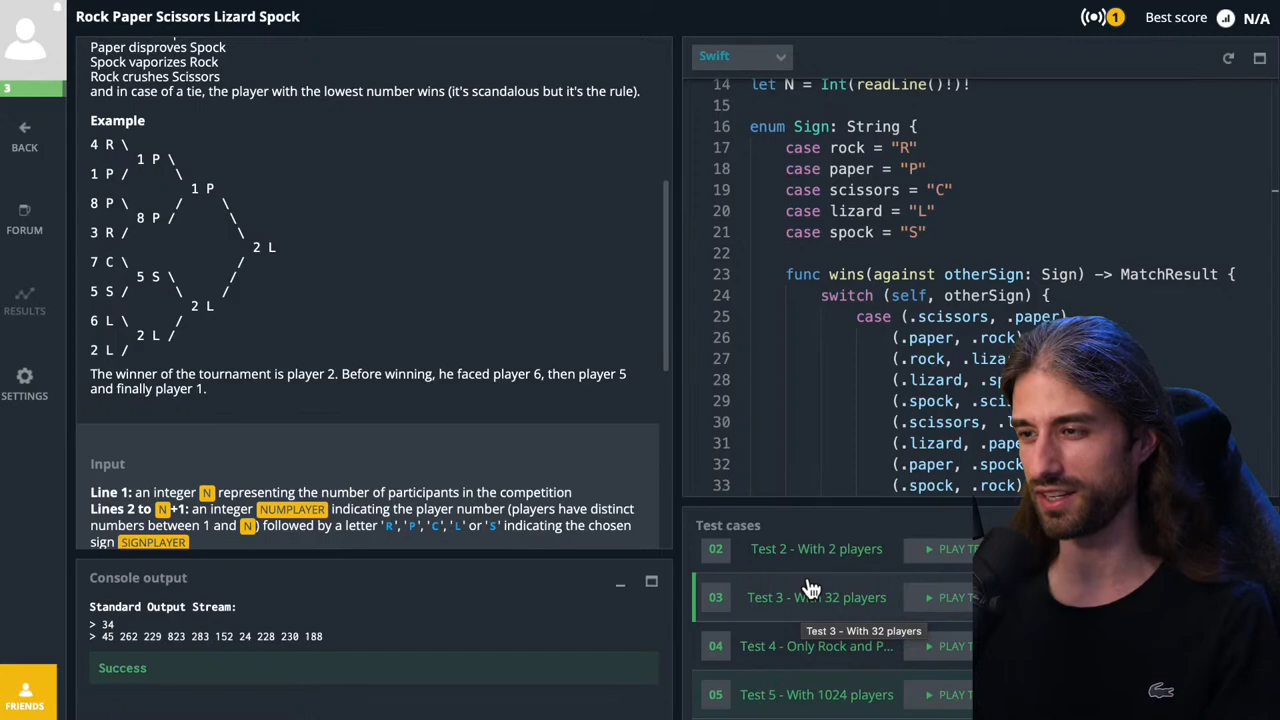 Rock Paper Scissors Lizard Spock
1
Best score
N/A
3
BACK
FORUM
RESULTS
SETTINGS
FRIENDS
Paper disproves Spock
Spock vaporizes Rock
Rock crushes Scissors
and in case of a tie, the player with the lowest number wins (it's scandalous but it's the rule).
Example
4 R \
1 P \
1 P / \
1 P
8 P \ / \
8 P / \
3 R / \
2 L
7 C \ /
5 S \ /
5 S / \ /
2 L
6 L \ /
2 L /
2 L /
The winner of the tournament is player 2. Before winning, he faced player 6, then player 5
and finally player 1.
Input
Line 1: an integer N representing the number of participants in the competition
Lines 2 to N+1: an integer NUMPLAYER indicating the player number (players have distinct
numbers between 1 and N) followed by a letter 'R','P','C','L' or 'S' indicating the chosen
sign SIGNPLAYER
Console output
Standard Output Stream:
> 34
> 45 262 229 823 283 152 24 228 230 188
Success
Swift
14 let N = Int(readLine()!)!
15
16 enum Sign: String {
17 case rock = "R"
18 case paper = "P"
19 case scissors = "C"
20 case lizard = "L"
21 case spock = "S"
22
23 func wins(against otherSign: Sign) -> MatchResult {
24 switch (self, otherSign) {
25 case (.scissors, .paper)
26 (.paper, .rock)
27 (.rock, .liza
28 (.lizard, .sp
29 (.spock, .sci
30 (.scissors, .l
31 (.lizard, .pape
32 (.paper, .spock
33 (.spock, .rock)
Test cases
02 Test 2 - With 2 players PLAY TE
03 Test 3 - With 32 players PLAY T
Test 3 - With 32 players
04 Test 4 - Only Rock and P... PLAY T
05 Test 5 - With 1024 players PLAY T